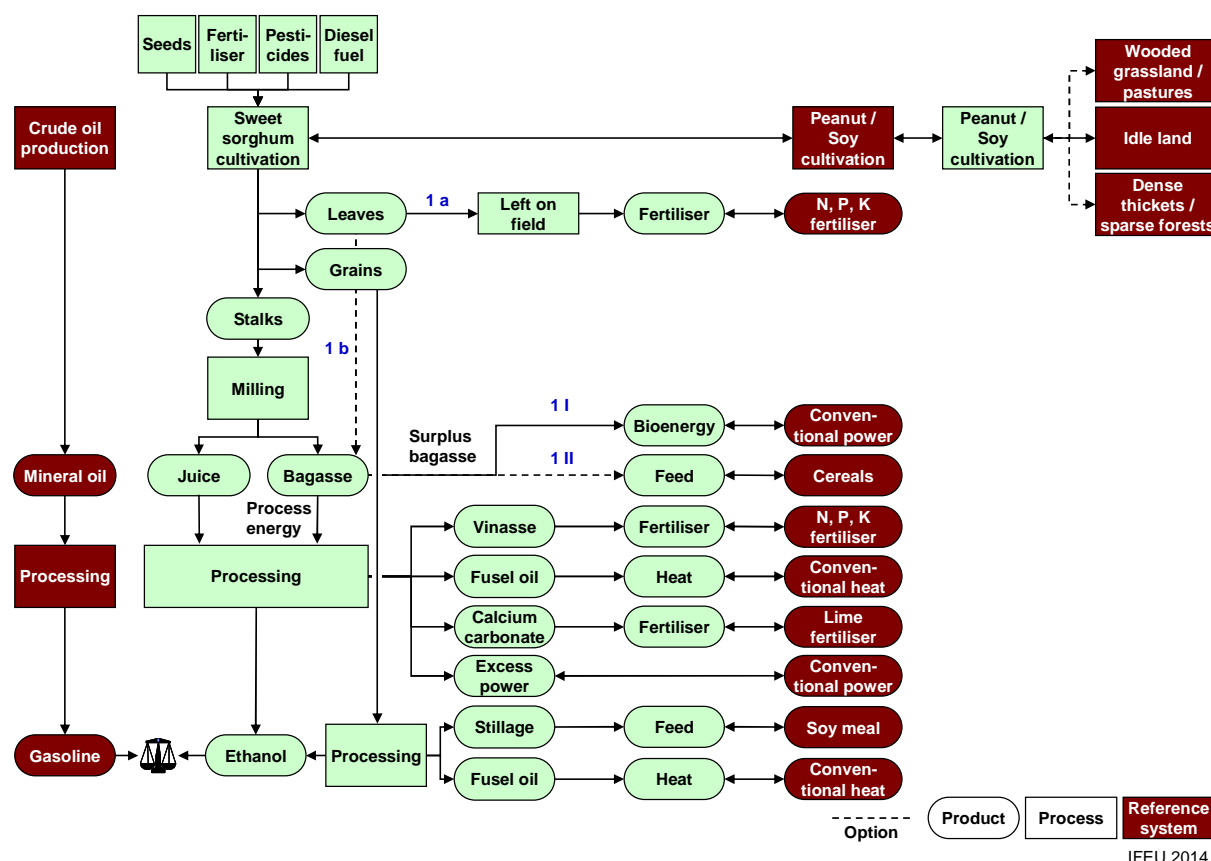 Seeds
Ferti-
liser
Pesti-
cides
Diesel
fuel
Wooded
grassland /
pastures
Crude oil
production
Sweet
sorghum
cultivation
Peanut /
Soy
cultivation
Peanut /
Soy
cultivation
Idle land
Dense
thickets /
sparse forests
Leaves
1 a
Left on
field
Fertiliser
N, P, K
fertiliser
Grains
Stalks
1 b
Milling
1 I
Bioenergy
Conven-
tional power
Surplus
bagasse
Mineral oil
Juice
Bagasse
1 II
Feed
Cereals
Process
energy
Vinasse
Fertiliser
N, P, K
fertiliser
Processing
Processing
Fusel oil
Heat
Conven-
tional heat
Calcium
carbonate
Fertiliser
Lime
fertiliser
Excess
power
Conven-
tional power
Stillage
Feed
Soy meal
Gasoline
Ethanol
Processing
Fusel oil
Heat
Conven-
tional heat
Option
Product
Process
Reference
system
IFEU 2014